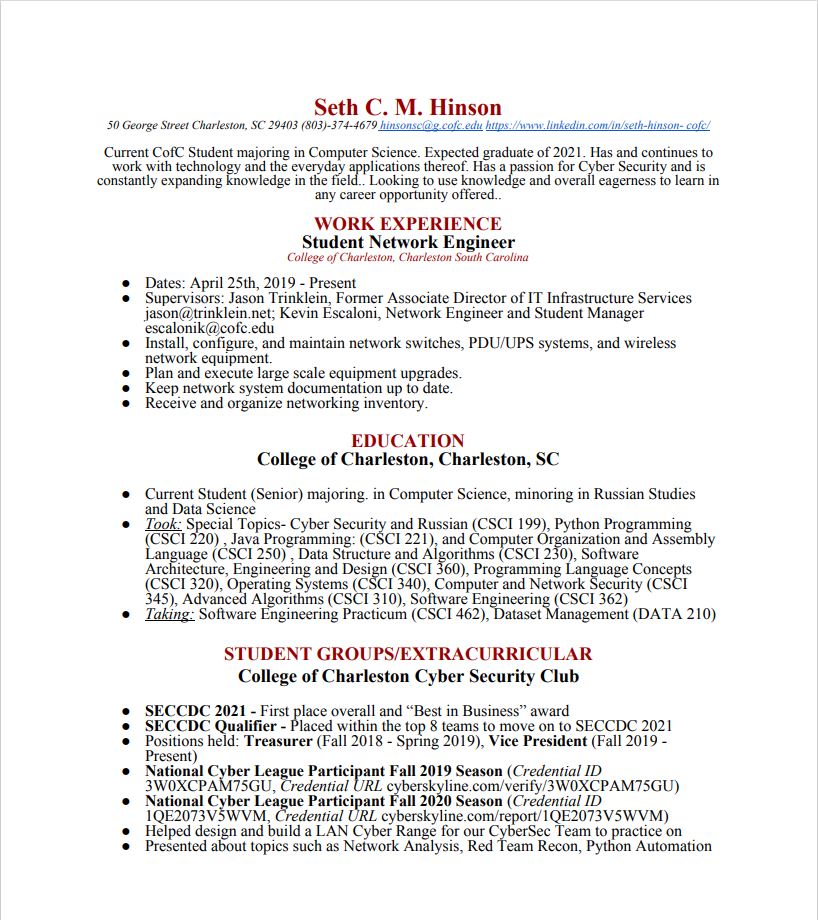 Seth C. M. Hinson
50 George Street Charleston, SC 29403 (803)-374-4679 hinsonsc@g.cofc.edu https://www.linkedin.com/in/seth-hinson- cofc/
Current CofC Student majoring in Computer Science. Expected graduate of 2021. Has and continues to
work with technology and the everyday applications thereof. Has a passion for Cyber Security and is
constantly expanding knowledge in the field.. Looking to use knowledge and overall eagerness to learn in
any career opportunity offered..
WORK EXPERIENCE
Student Network Engineer
College of Charleston, Charleston South Carolina
● Dates: April 25th, 2019 - Present
● Supervisors: Jason Trinklein, Former Associate Director of IT Infrastructure Services
jason@trinklein.net; Kevin Escaloni, Network Engineer and Student Manager
escalonik@cofc.edu
● Install, configure, and maintain network switches, PDU/UPS systems, and wireless
network equipment.
● Plan and execute large scale equipment upgrades.
● Keep network system documentation up to date.
● Receive and organize networking inventory.
EDUCATION
College of Charleston, Charleston, SC
● Current Student (Senior) majoring. in Computer Science, minoring in Russian Studies
and Data Science
● Took: Special Topics- Cyber Security and Russian (CSCI 199), Python Programming
(CSCI 220) , Java Programming: (CSCI 221), and Computer Organization and Assembly
Language (CSCI 250) , Data Structure and Algorithms (CSCI 230), Software
Architecture, Engineering and Design (CSCI 360), Programming Language Concepts
(CSCI 320), Operating Systems (CSCI 340), Computer and Network Security (CSCI
345), Advanced Algorithms (CSCI 310), Software Engineering (CSCI 362)
● Taking: Software Engineering Practicum (CSCI 462), Dataset Management (DATA 210)
STUDENT GROUPS/EXTRACURRICULAR
College of Charleston Cyber Security Club
● SECCDC 2021 - First place overall and “Best in Business” award
● SECCDC Qualifier - Placed within the top 8 teams to move on to SECCDC 2021
● Positions held: Treasurer (Fall 2018 - Spring 2019), Vice President (Fall 2019 -
Present)
● National Cyber League Participant Fall 2019 Season (Credential ID
3W0XCPAM75GU, Credential URL cyberskyline.com/verify/3W0XCPAM75GU)
● National Cyber League Participant Fall 2020 Season (Credential ID
1QE2073V5WVM, Credential URL cyberskyline.com/report/1QE2073V5WVM)
● Helped design and build a LAN Cyber Range for our CyberSec Team to practice on
● Presented about topics such as Network Analysis, Red Team Recon, Python Automation